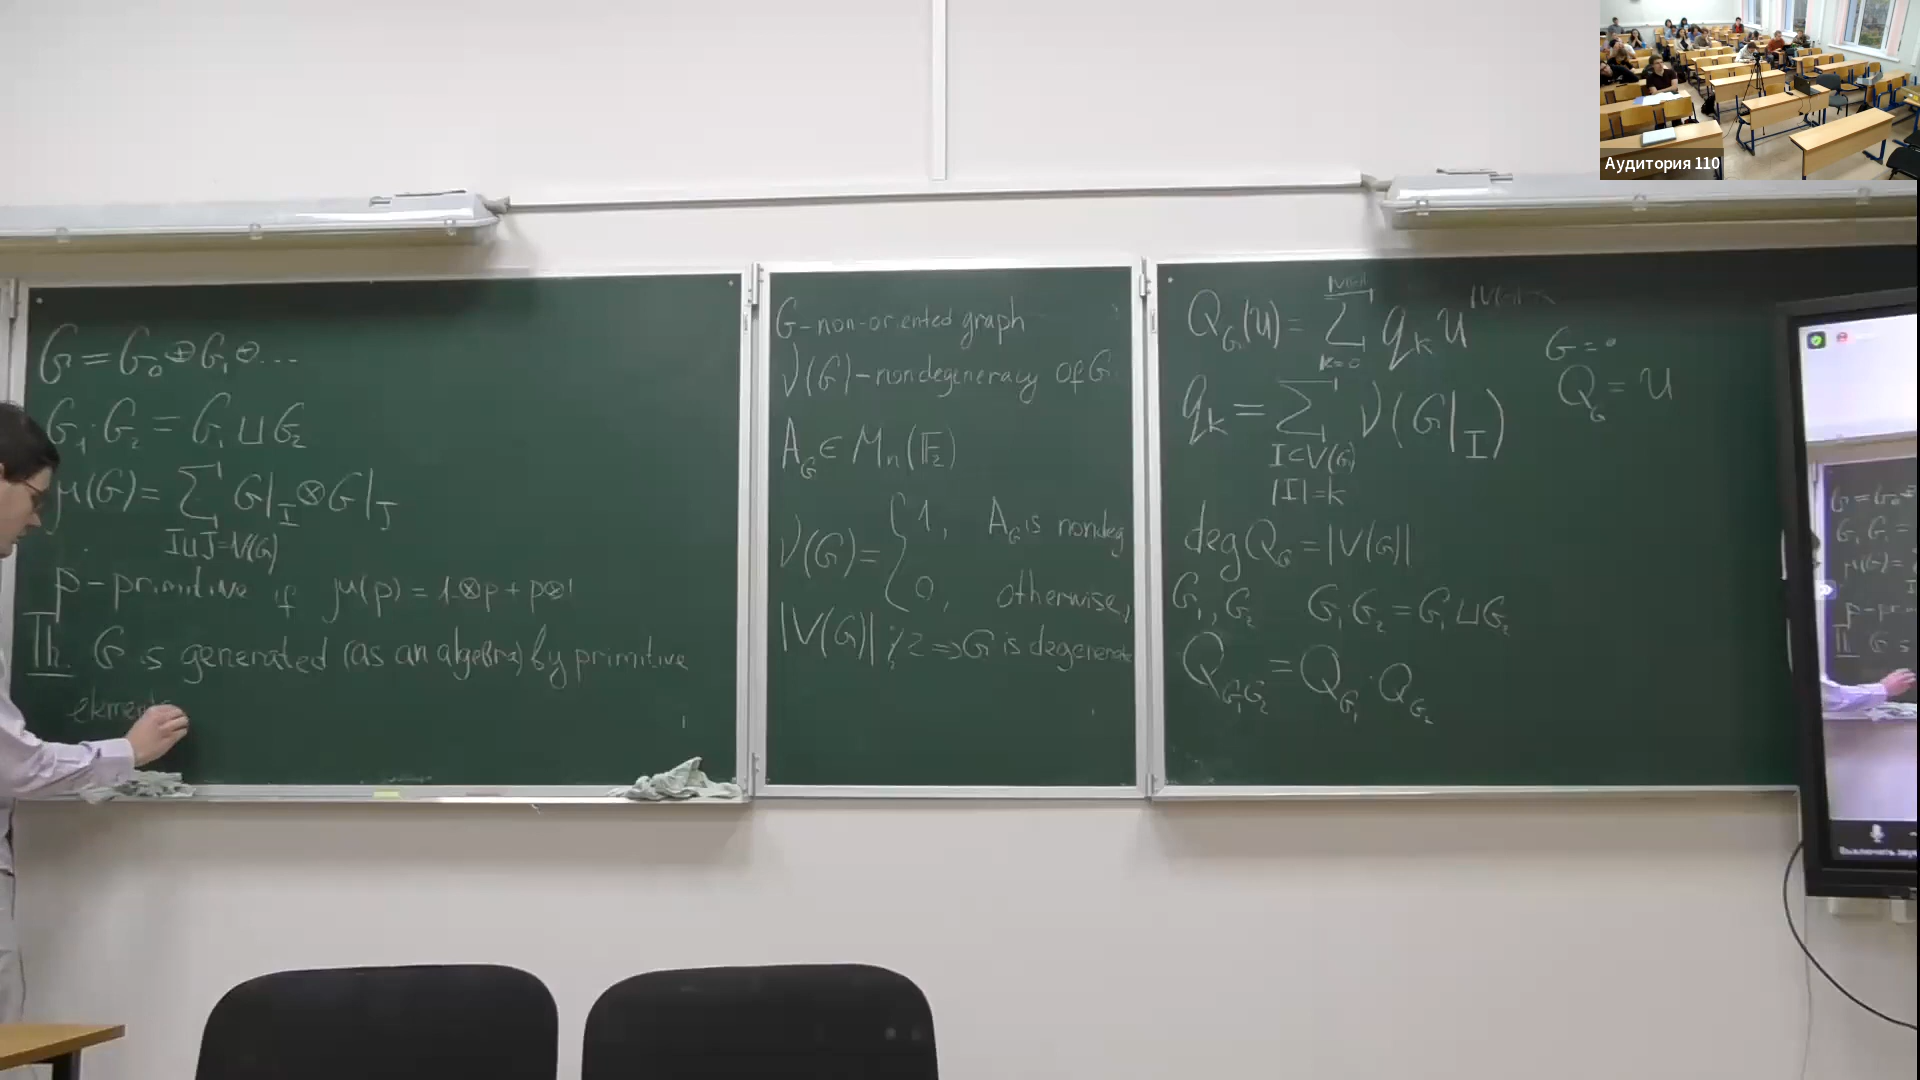 G = G₀ ⊕ G₁ ⊕ ...
G₁ · G₂ = G₁ ⊔ G₂
μ(G) = ∑ G|_I ⊗ G|_J
I ⊔ J = V(G)
p - primitive if μ(p) = 1 ⊗ p + p ⊗ 1
Th. G is generated (as an algebra) by primitive
elements
G - non-oriented graph
ν(G) - nondegeneracy of G
A_G ∈ M_n(𝔽₂)
ν(G) = { 1, A_G is nondeg
0, otherwise,
|V(G)| ⋮̸ 2 ⇒ G is degenerate
Q_G(u) = ∑_{k=0}^{|V(G)|} q_k u^{|V(G)|-k}
q_k = ∑ ν(G|_I)
I ⊂ V(G)
|I| = k
G = •
Q_G = u
deg Q_G = |V(G)|
G₁, G₂ G₁G₂ = G₁ ⊔ G₂
Q_{G₁G₂} = Q_{G₁} · Q_{G₂}
Аудитория 110